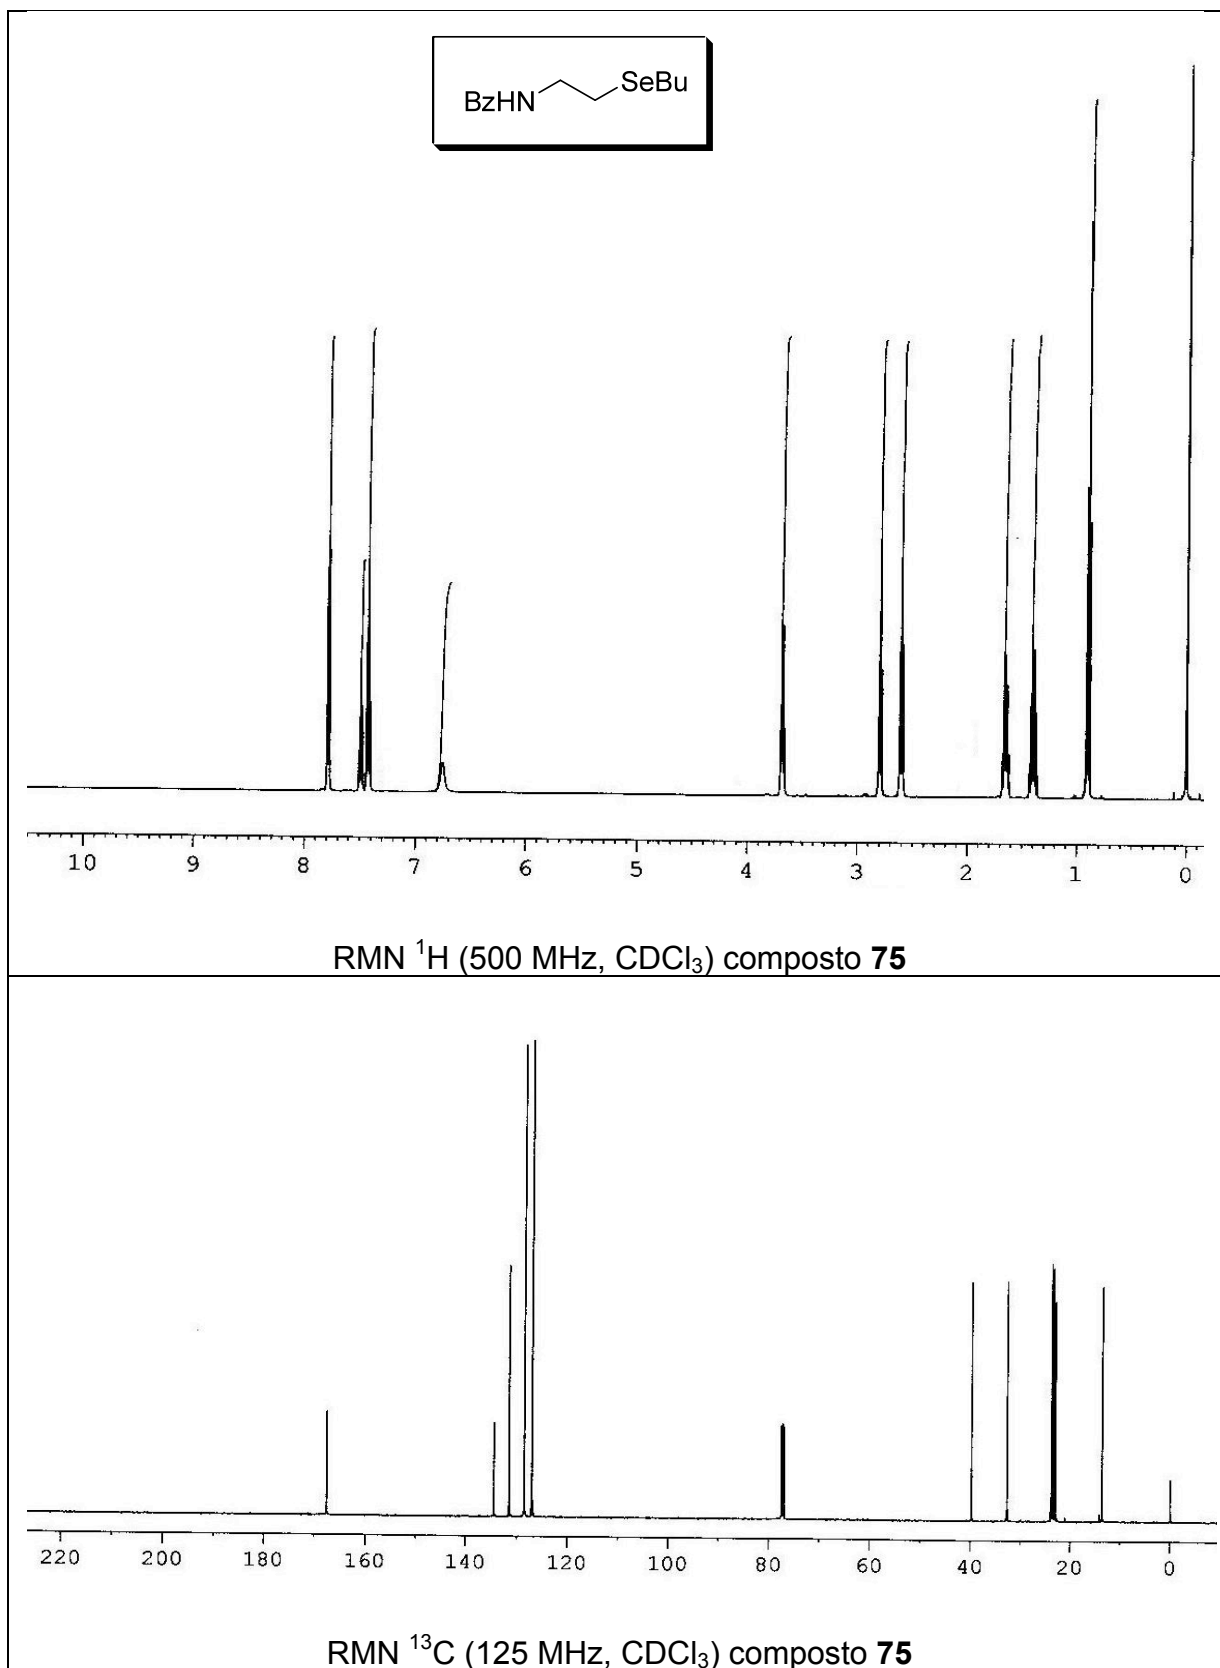 BzHN SeBu
10 9 8 7 6 5 4 3 2 1 0
RMN ¹H (500 MHz, CDCl₃) composto 75
220 200 180 160 140 120 100 80 60 40 20 0
RMN ¹³C (125 MHz, CDCl₃) composto 75